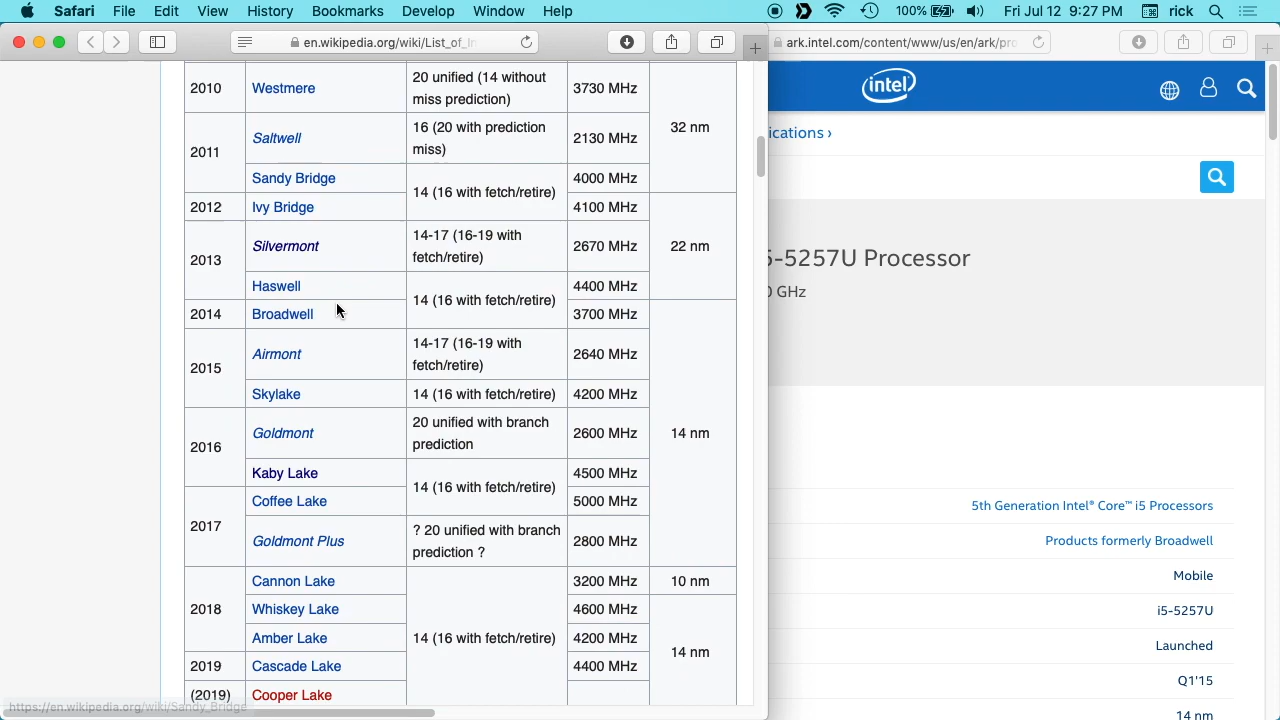 Safari File Edit View History Bookmarks Develop Window Help 100% Fri Jul 12 9:27 PM rick
en.wikipedia.org/wiki/List_of_In
ark.intel.com/content/www/us/en/ark/pro
2010 Westmere 20 unified (14 without miss prediction) 3730 MHz
32 nm
2011 Saltwell 16 (20 with prediction miss) 2130 MHz
Sandy Bridge 14 (16 with fetch/retire) 4000 MHz
2012 Ivy Bridge 4100 MHz
22 nm
2013 Silvermont 14-17 (16-19 with fetch/retire) 2670 MHz
Haswell 14 (16 with fetch/retire) 4400 MHz
2014 Broadwell 3700 MHz
14 nm
2015 Airmont 14-17 (16-19 with fetch/retire) 2640 MHz
Skylake 14 (16 with fetch/retire) 4200 MHz
2016 Goldmont 20 unified with branch prediction 2600 MHz
Kaby Lake 14 (16 with fetch/retire) 4500 MHz
2017 Coffee Lake 5000 MHz
Goldmont Plus ? 20 unified with branch prediction ? 2800 MHz
2018 Cannon Lake 14 (16 with fetch/retire) 3200 MHz 10 nm
Whiskey Lake 4600 MHz 14 nm
Amber Lake 4200 MHz
2019 Cascade Lake 4400 MHz
(2019) Cooper Lake
https://en.wikipedia.org/wiki/Sandy_Bridge
intel
ications ›
5-5257U Processor
0 GHz
5th Generation Intel® Core™ i5 Processors
Products formerly Broadwell
Mobile
i5-5257U
Launched
Q1'15
14 nm